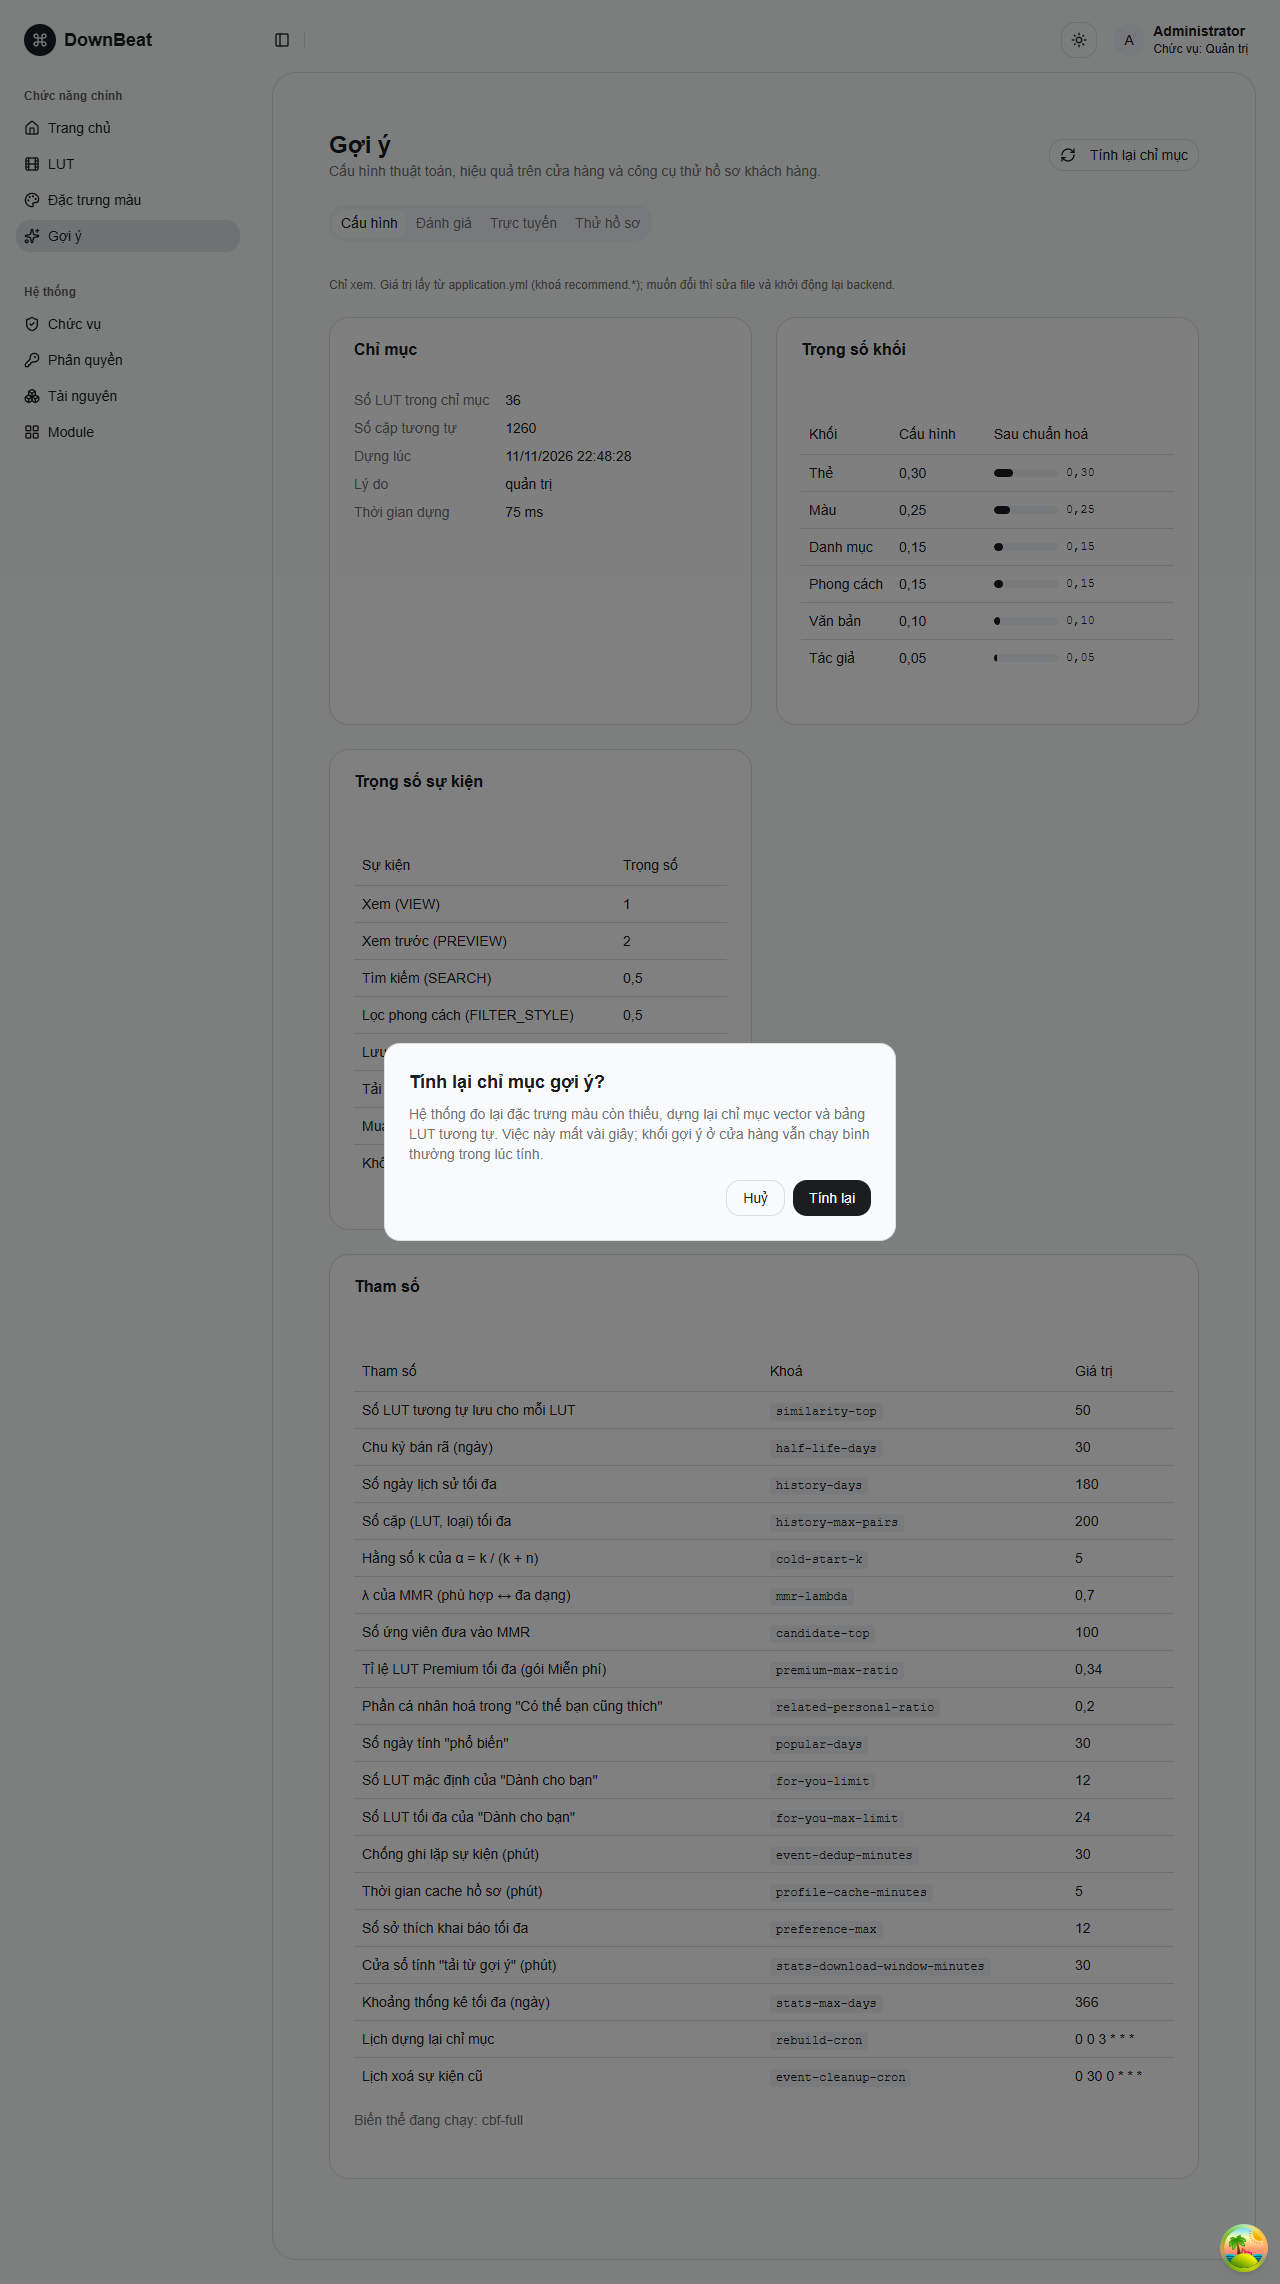 DownBeat
A
Administrator
Chức vụ: Quản trị
Chức năng chính
Trang chủ
LUT
Đặc trưng màu
Gợi ý
Hệ thống
Chức vụ
Phân quyền
Tài nguyên
Module
Gợi ý
Cấu hình thuật toán, hiệu quả trên cửa hàng và công cụ thử hồ sơ khách hàng.
Tính lại chỉ mục
Cấu hình Đánh giá Trực tuyến Thử hồ sơ
Chỉ xem. Giá trị lấy từ application.yml (khoá recommend.*); muốn đổi thì sửa file và khởi động lại backend.
Chỉ mục
Số LUT trong chỉ mục 36
Số cặp tương tự 1260
Dựng lúc 11/11/2026 22:48:28
Lý do quản trị
Thời gian dựng 75 ms
Trọng số khối
Khối Cấu hình Sau chuẩn hoá
Thẻ 0,30 0,30
Màu 0,25 0,25
Danh mục 0,15 0,15
Phong cách 0,15 0,15
Văn bản 0,10 0,10
Tác giả 0,05 0,05
Trọng số sự kiện
Sự kiện Trọng số
Xem (VIEW) 1
Xem trước (PREVIEW) 2
Tìm kiếm (SEARCH) 0,5
Lọc phong cách (FILTER_STYLE) 0,5
Lưu
Tải
Mua
Khô
Tính lại chỉ mục gợi ý?
Hệ thống đo lại đặc trưng màu còn thiếu, dựng lại chỉ mục vector và bảng
LUT tương tự. Việc này mất vài giây; khối gợi ý ở cửa hàng vẫn chạy bình
thường trong lúc tính.
Huỷ Tính lại
Tham số
Tham số Khoá Giá trị
Số LUT tương tự lưu cho mỗi LUT similarity-top 50
Chu kỳ bán rã (ngày) half-life-days 30
Số ngày lịch sử tối đa history-days 180
Số cặp (LUT, loại) tối đa history-max-pairs 200
Hằng số k của α = k / (k + n) cold-start-k 5
λ của MMR (phù hợp ↔ đa dạng) mmr-lambda 0,7
Số ứng viên đưa vào MMR candidate-top 100
Tỉ lệ LUT Premium tối đa (gói Miễn phí) premium-max-ratio 0,34
Phần cá nhân hoá trong "Có thể bạn cũng thích" related-personal-ratio 0,2
Số ngày tính "phổ biến" popular-days 30
Số LUT mặc định của "Dành cho bạn" for-you-limit 12
Số LUT tối đa của "Dành cho bạn" for-you-max-limit 24
Chống ghi lặp sự kiện (phút) event-dedup-minutes 30
Thời gian cache hồ sơ (phút) profile-cache-minutes 5
Số sở thích khai báo tối đa preference-max 12
Cửa sổ tính "tải từ gợi ý" (phút) stats-download-window-minutes 30
Khoảng thống kê tối đa (ngày) stats-max-days 366
Lịch dựng lại chỉ mục rebuild-cron 0 0 3 * * *
Lịch xoá sự kiện cũ event-cleanup-cron 0 30 0 * * *
Biến thể đang chạy: cbf-full